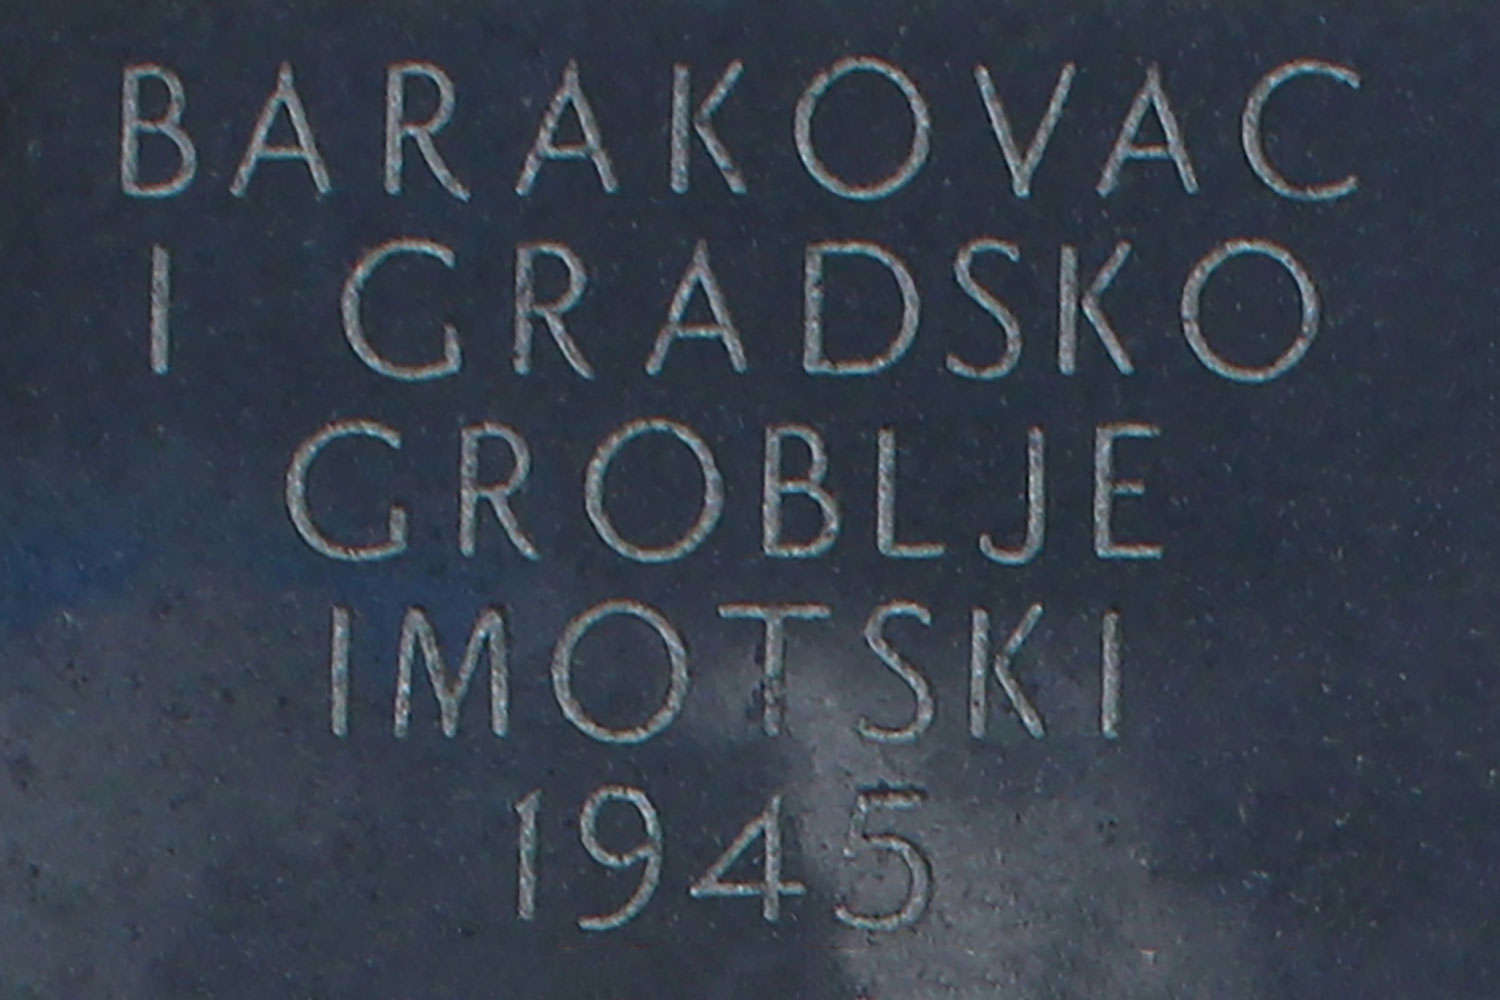 BARAKOVAC
I GRADSKO
GROBLJE
IMOTSKI
1945